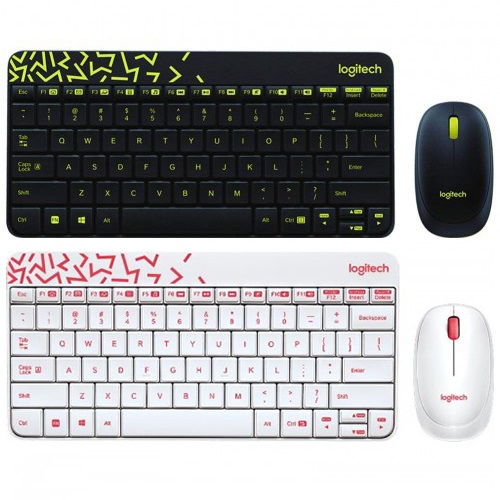 logitech
Esc F1 F2 F3 F4 F5 F6 F7 F8 F9 F10 F11 F12 Insert Delete
~ ! @ # $ % ^ & * ( ) _ + Backspace
` 1 2 3 4 5 6 7 8 9 0 - =
Tab Q W E R T Y U I O P { [ } ] | \
Caps Lock A A S D F G H J K L : ; " ' Enter
Shift Z X C V B N M < , > . ? / Shift
Ctrl Fn Alt Alt Ctrl
logitech
logitech
Esc F1 F2 F3 F4 F5 F6 F7 F8 F9 F10 F11 F12 Insert Delete
~ ! @ # $ % ^ & * ( ) _ + Backspace
` 1 2 3 4 5 6 7 8 9 0 - =
Tab Q W E R T Y U I O P { [ } ] | \
Caps Lock A A S D F G H J K L : ; " ' Enter
Shift Z X C V B N M < , > . ? / Shift
Ctrl Fn Alt Alt Ctrl
logitech